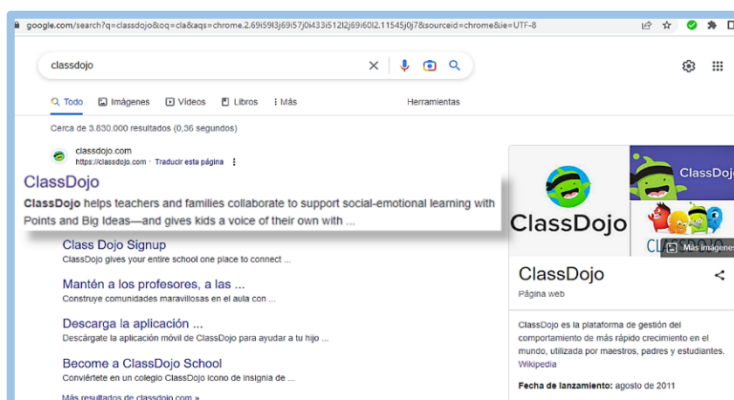 google.com/search?q=classdojo&oq=cla&aqs=chrome.2.69i59l3j69i57j0i433i512l2j69i60l2.11545j0j7&sourceid=chrome&ie=UTF-8
classdojo
Todo Imágenes Vídeos Libros Más Herramientas
Cerca de 3.830.000 resultados (0,36 segundos)
classdojo.com
https://classdojo.com · Traducir esta página
ClassDojo
ClassDojo helps teachers and families collaborate to support social-emotional learning with
Points and Big Ideas—and gives kids a voice of their own with ...
Class Dojo Signup
ClassDojo gives your entire school one place to connect ...
Mantén a los profesores, a las ...
Construye comunidades maravillosas en el aula con ...
Descarga la aplicación ...
Descárgate la aplicación móvil de ClassDojo para ayudar a tu hijo ...
Become a ClassDojo School
Conviértete en un colegio ClassDojo icono de insignia de ...
Más resultados de classdojo.com »
ClassDojo
ClassDoj
CLASSDOJO
Más imágenes
ClassDojo
Página web
ClassDojo es la plataforma de gestión del
comportamiento de más rápido crecimiento en el
mundo, utilizada por maestros, padres y estudiantes.
Wikipedia
Fecha de lanzamiento: agosto de 2011